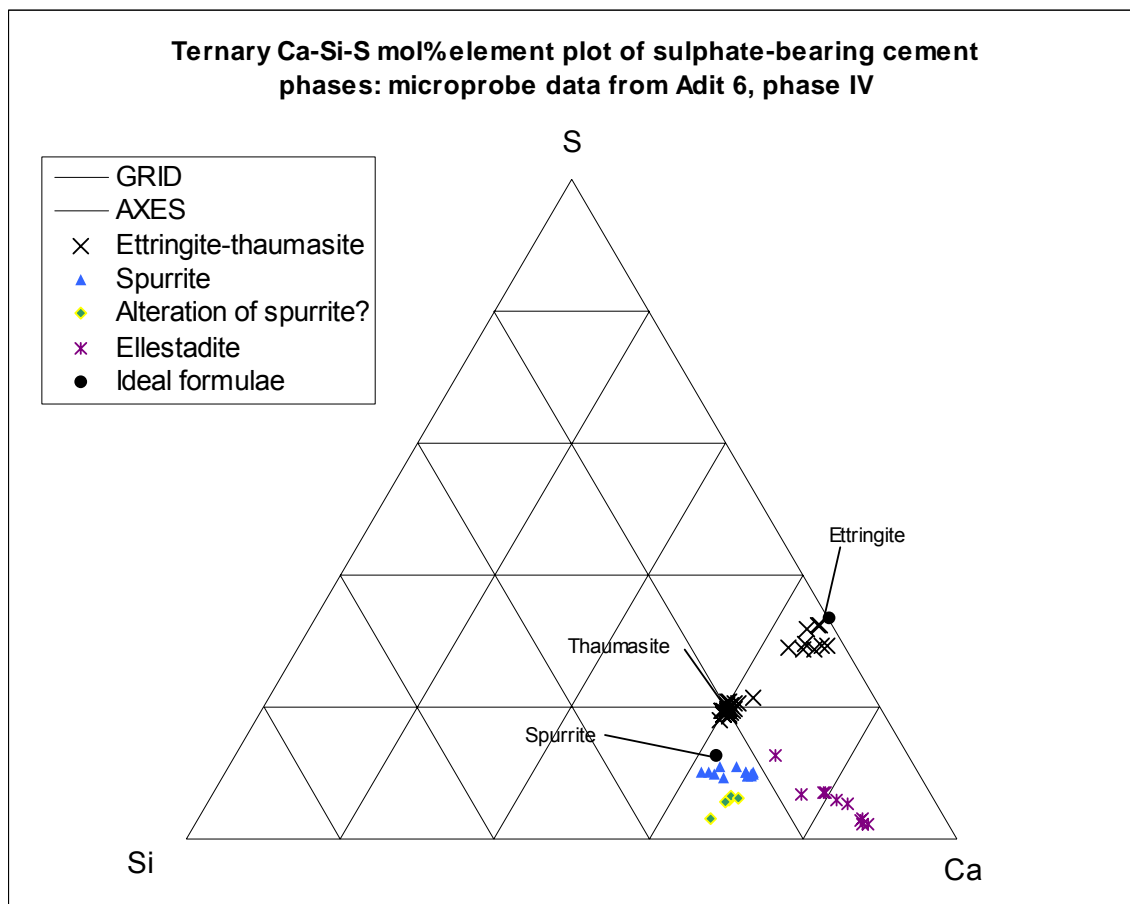 Ternary Ca-Si-S mol% element plot of sulphate-bearing cement
phases: microprobe data from Adit 6, phase IV
S
GRID
AXES
Ettringite-thaumasite
Spurrite
Alteration of spurrite?
Ellestadite
Ideal formulae
Ettringite
Thaumasite
Spurrite
Si
Ca